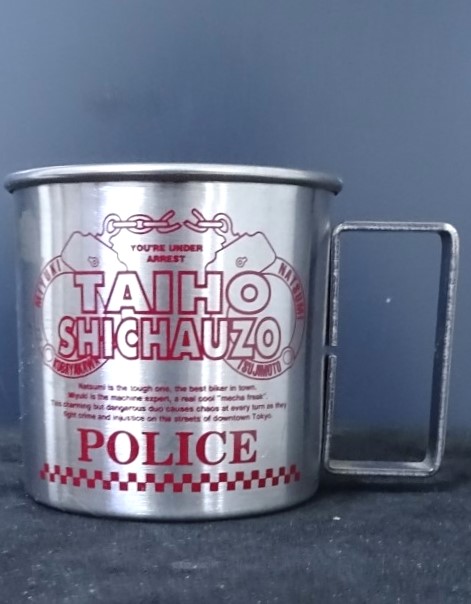 YOU'RE UNDER
ARREST
MIYUKI
NATSUMI
TAIHO
SHICHAUZO
KOBAYAKAWA
TSUJIMOTO
Natsumi is the tough one, the best biker in town.
Miyuki is the machine expert, a real cool "mecha freak".
This charming but dangerous duo causes chaos at every turn as they
fight crime and injustice on the streets of downtown Tokyo.
POLICE